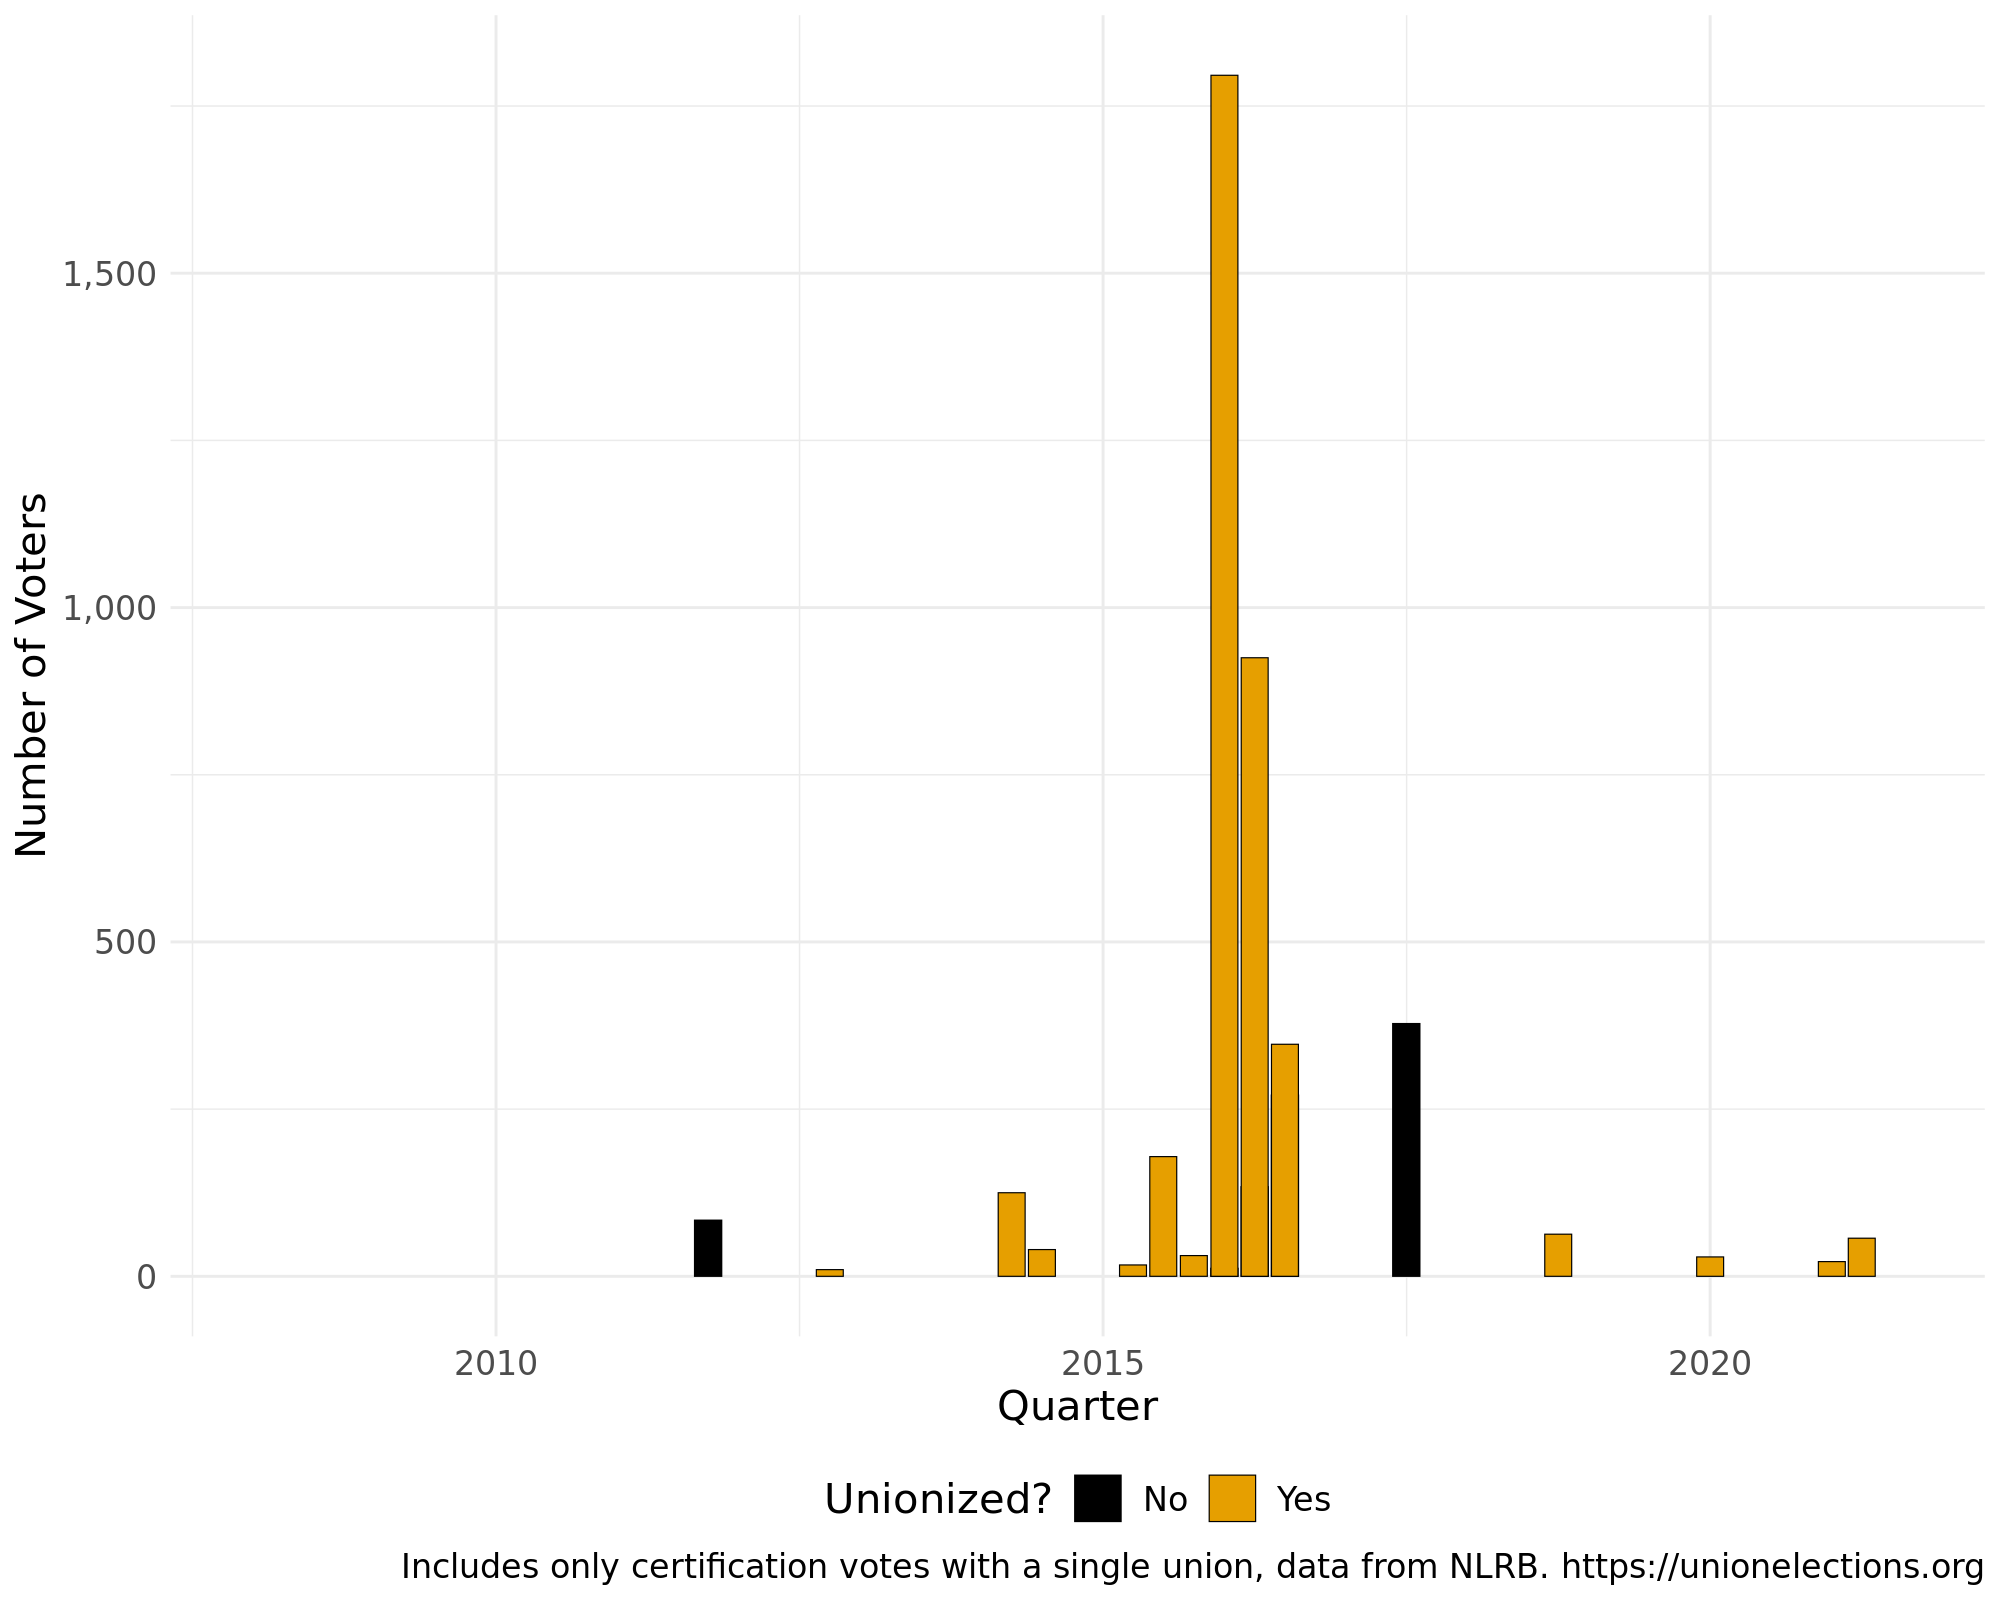 Number of Voters
1,500
1,000
500
0
2010 2015 2020
Quarter
Unionized? No Yes
Includes only certification votes with a single union, data from NLRB. https://unionelections.org